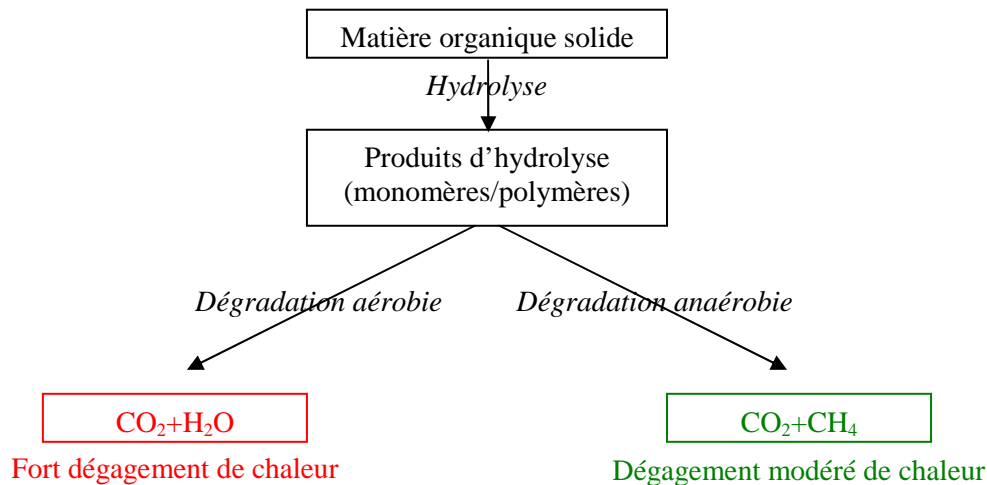 Matière organique solide
Hydrolyse
Produits d’hydrolyse
(monomères/polymères)
Dégradation aérobie
Dégradation anaérobie
CO₂+H₂O
CO₂+CH₄
Fort dégagement de chaleur
Dégagement modéré de chaleur